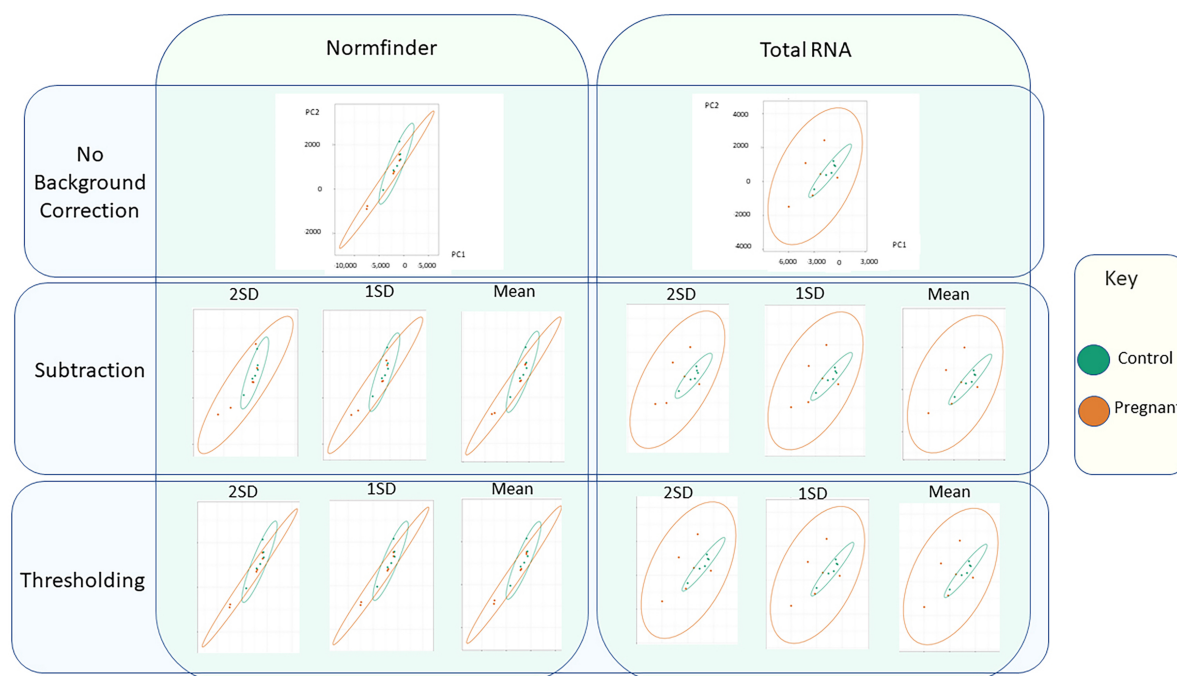 Normfinder
Total RNA
No
Background
Correction
PC2
2000
0
2000
-10,000
-5,000
0
5,000
PC1
PC2
4000
2000
0
2000
4000
6,000
3,000
0
3,000
PC1
Key
Control
Pregnant
Subtraction
2SD
1SD
Mean
2SD
1SD
Mean
Thresholding
2SD
1SD
Mean
2SD
1SD
Mean